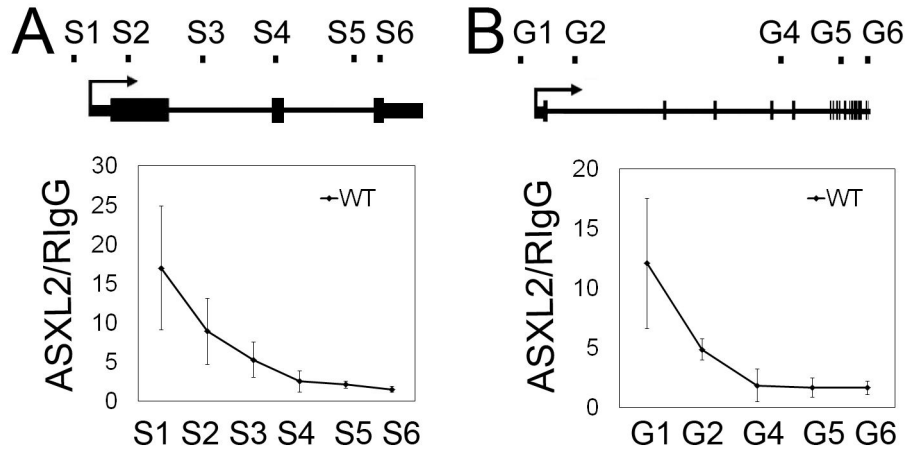 A
S1 S2 S3 S4 S5 S6
30
25
20
15
10
5
0
ASXL2/RIgG
WT
S1 S2 S3 S4 S5 S6
B
G1 G2 G4 G5 G6
20
15
10
5
0
ASXL2/RIgG
WT
G1 G2 G4 G5 G6